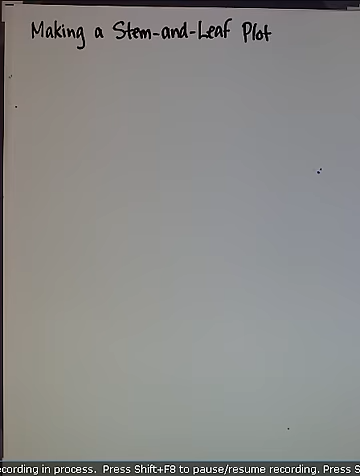 Making a Stem-and-Leaf Plot
ecording in process. Press Shift+F8 to pause/resume recording. Press S